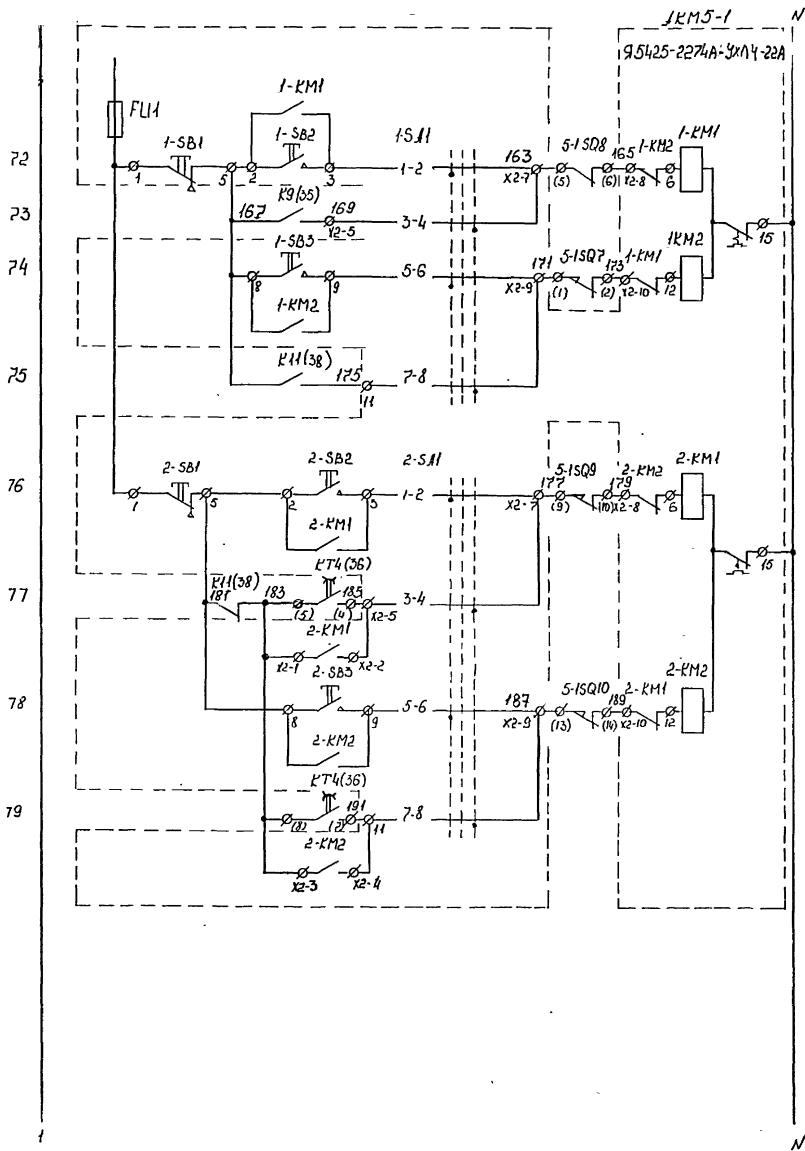 1КМ5-1
N
Я5425-2274А-УХЛ4-22А
FU1
1-КМ1
72
1-SB1
1-SB2
1-SA1
163
5-1SQ8
165
1-КМ2
1-КМ1
1
5
2
3
1-2
Х2-7
(5)
(6)
Х2-8
6
73
167
К9(35)
169
Х2-5
3-4
15
74
1-SB3
5-6
171
5-1SQ7
173
1-КМ1
1КМ2
8
9
Х2-9
(1)
(2)
Х2-10
12
1-КМ2
75
К11(38)
175
11
7-8
76
2-SB1
2-SB2
2-SA1
177
5-1SQ9
179
2-КМ2
2-КМ1
1
5
2
3
1-2
Х2-7
(9)
(10)
Х2-8
6
2-КМ1
15
77
К11(38)
181
183
КТ4(36)
185
(5)
(4)
Х2-5
3-4
2-КМ1
Х2-1
Х2-2
78
2-SB3
5-6
187
5-1SQ10
189
2-КМ1
2-КМ2
8
9
Х2-9
(13)
(14)
Х2-10
12
2-КМ2
79
КТ4(36)
191
(8)
(2)
11
7-8
2-КМ2
Х2-3
Х2-4
1
N